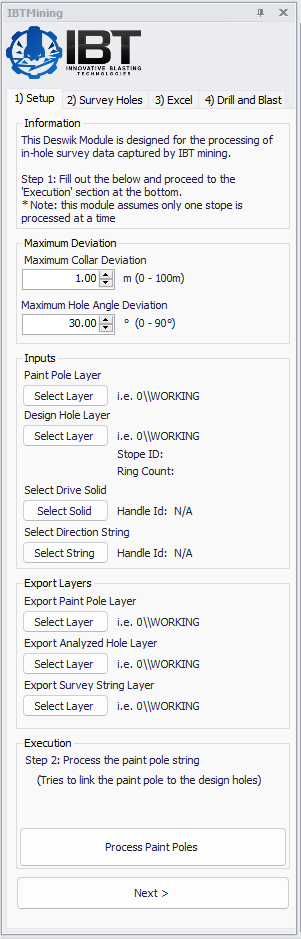 IBTMining
IBT
INNOVATIVE BLASTING
TECHNOLOGIES
1) Setup 2) Survey Holes 3) Excel 4) Drill and Blast
Information
This Deswik Module is designed for the processing of
in-hole survey data captured by IBT mining.
Step 1: Fill out the below and proceed to the
'Execution' section at the bottom.
* Note: this module assumes only one stope is
processed at a time
Maximum Deviation
Maximum Collar Deviation
1.00 m (0 - 100m)
Maximum Hole Angle Deviation
30.00 ° (0 - 90°)
Inputs
Paint Pole Layer
Select Layer i.e. 0\\WORKING
Design Hole Layer
Select Layer i.e. 0\\WORKING
Stope ID:
Ring Count:
Select Drive Solid
Select Solid Handle Id: N/A
Select Direction String
Select String Handle Id: N/A
Export Layers
Export Paint Pole Layer
Select Layer i.e. 0\\WORKING
Export Analyzed Hole Layer
Select Layer i.e. 0\\WORKING
Export Survey String Layer
Select Layer i.e. 0\\WORKING
Execution
Step 2: Process the paint pole string
(Tries to link the paint pole to the design holes)
Process Paint Poles
Next >